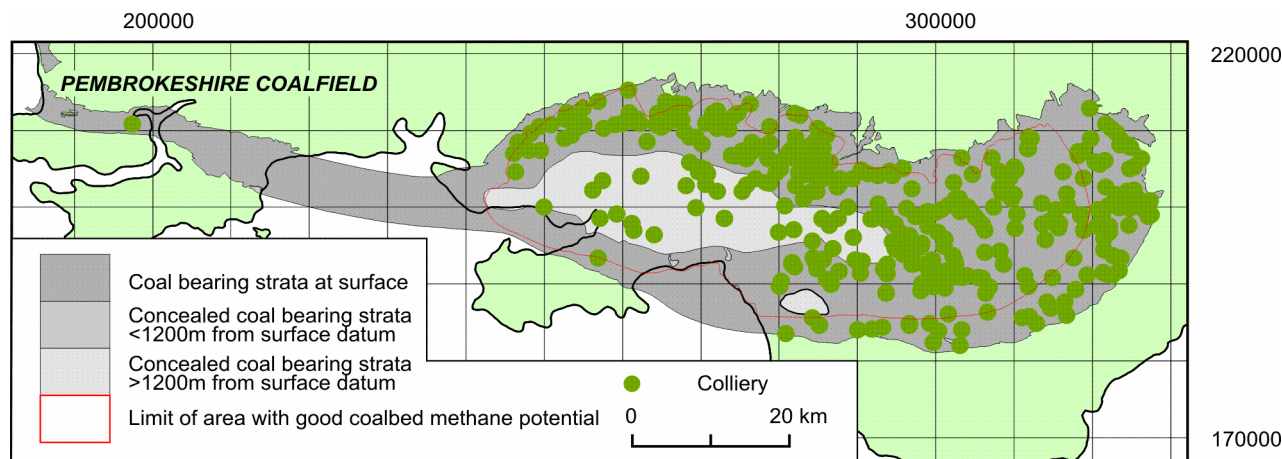 200000 300000
220000
PEMBROKESHIRE COALFIELD
Coal bearing strata at surface
Concealed coal bearing strata
<1200m from surface datum
Concealed coal bearing strata
>1200m from surface datum
Limit of area with good coalbed methane potential
Colliery
0 20 km
170000